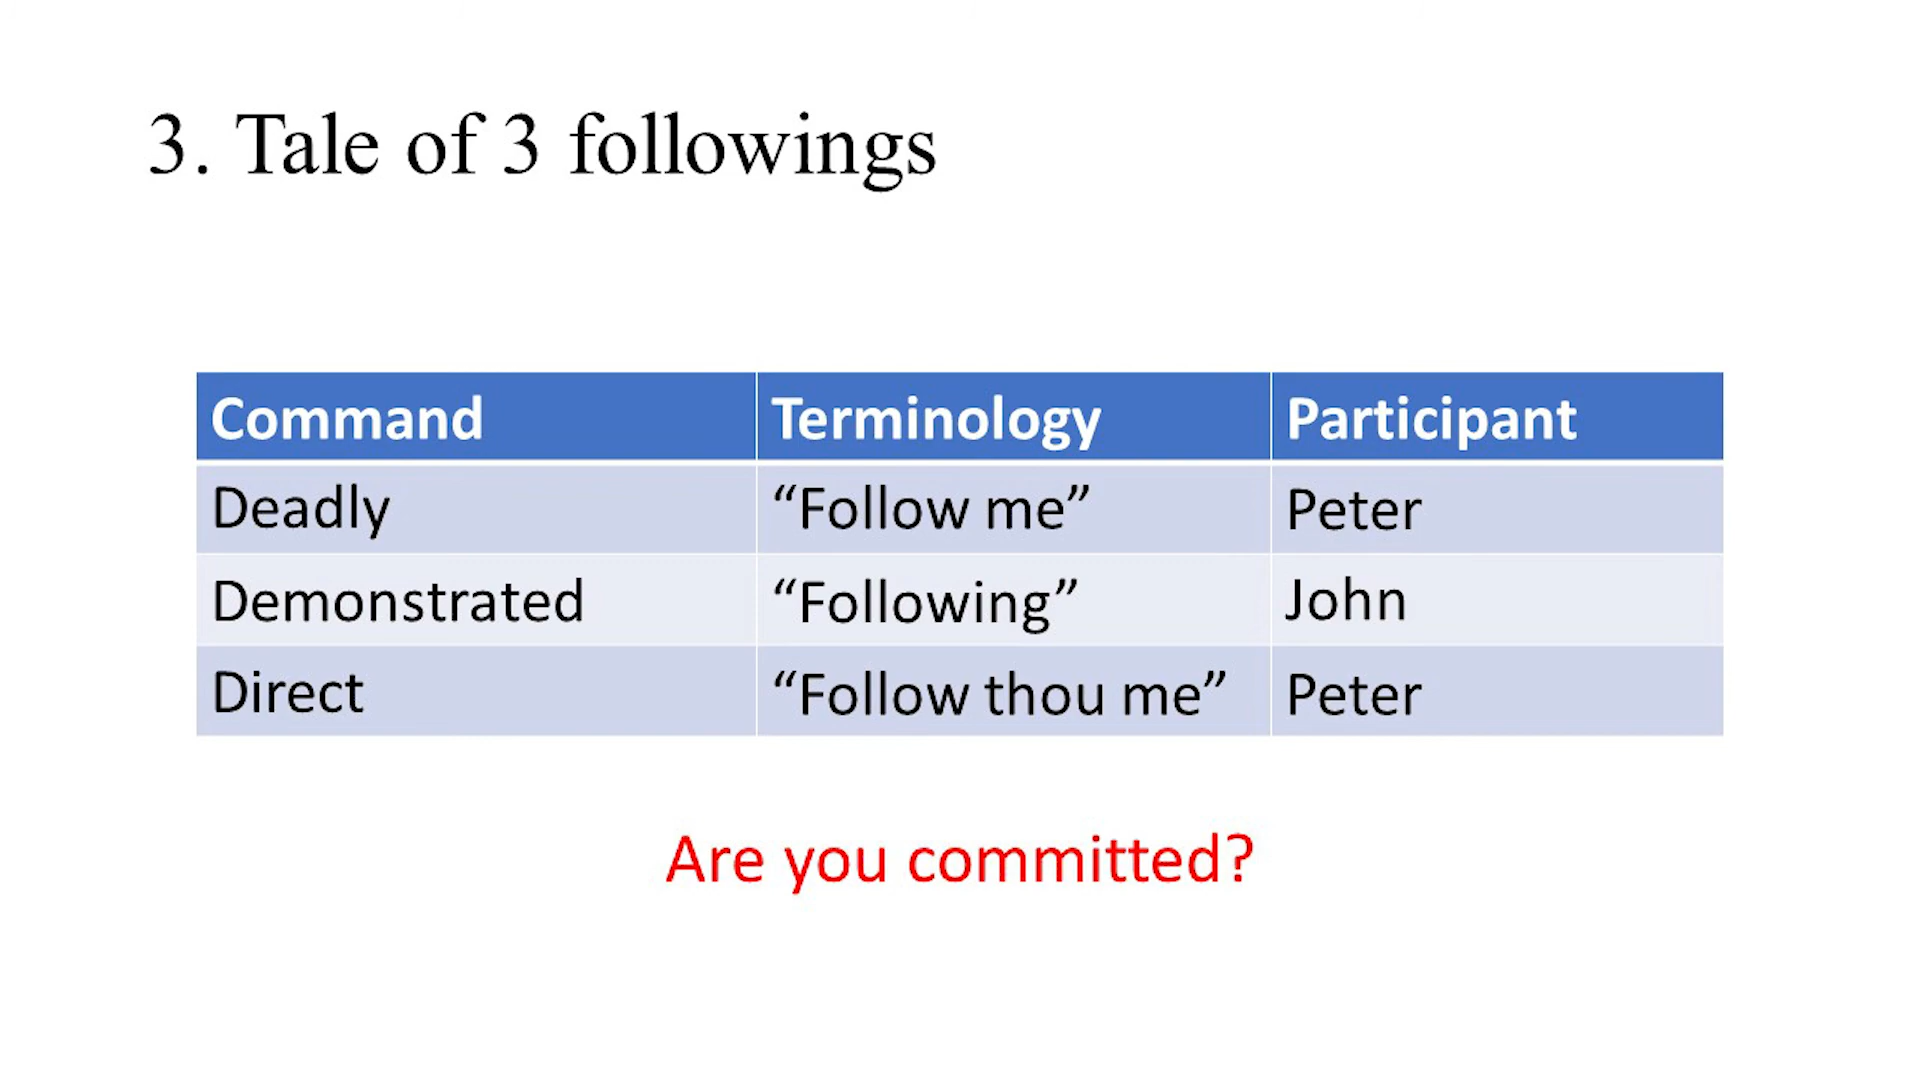 3. Tale of 3 followings
Command Terminology Participant
Deadly “Follow me” Peter
Demonstrated “Following” John
Direct “Follow thou me” Peter
Are you committed?